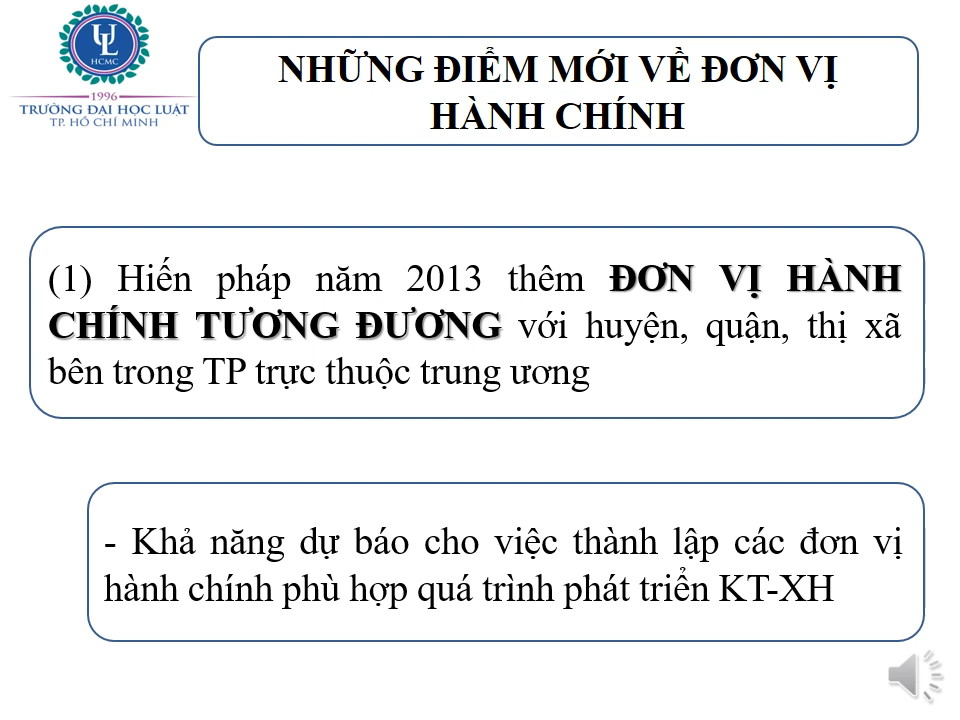 UL
HCMC
1996
TRƯỜNG ĐẠI HỌC LUẬT
TP. HỒ CHÍ MINH
NHỮNG ĐIỂM MỚI VỀ ĐƠN VỊ
HÀNH CHÍNH
(1) Hiến pháp năm 2013 thêm ĐƠN VỊ HÀNH
CHÍNH TƯƠNG ĐƯƠNG với huyện, quận, thị xã
bên trong TP trực thuộc trung ương
- Khả năng dự báo cho việc thành lập các đơn vị
hành chính phù hợp quá trình phát triển KT-XH